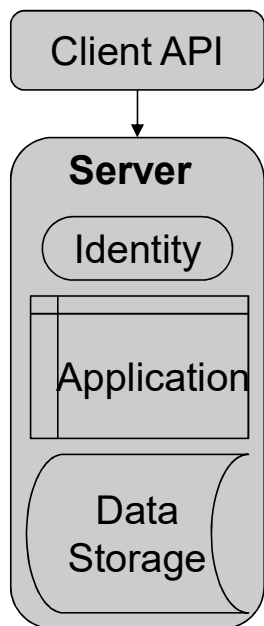 Client API
Server
Identity
Application
Data
Storage